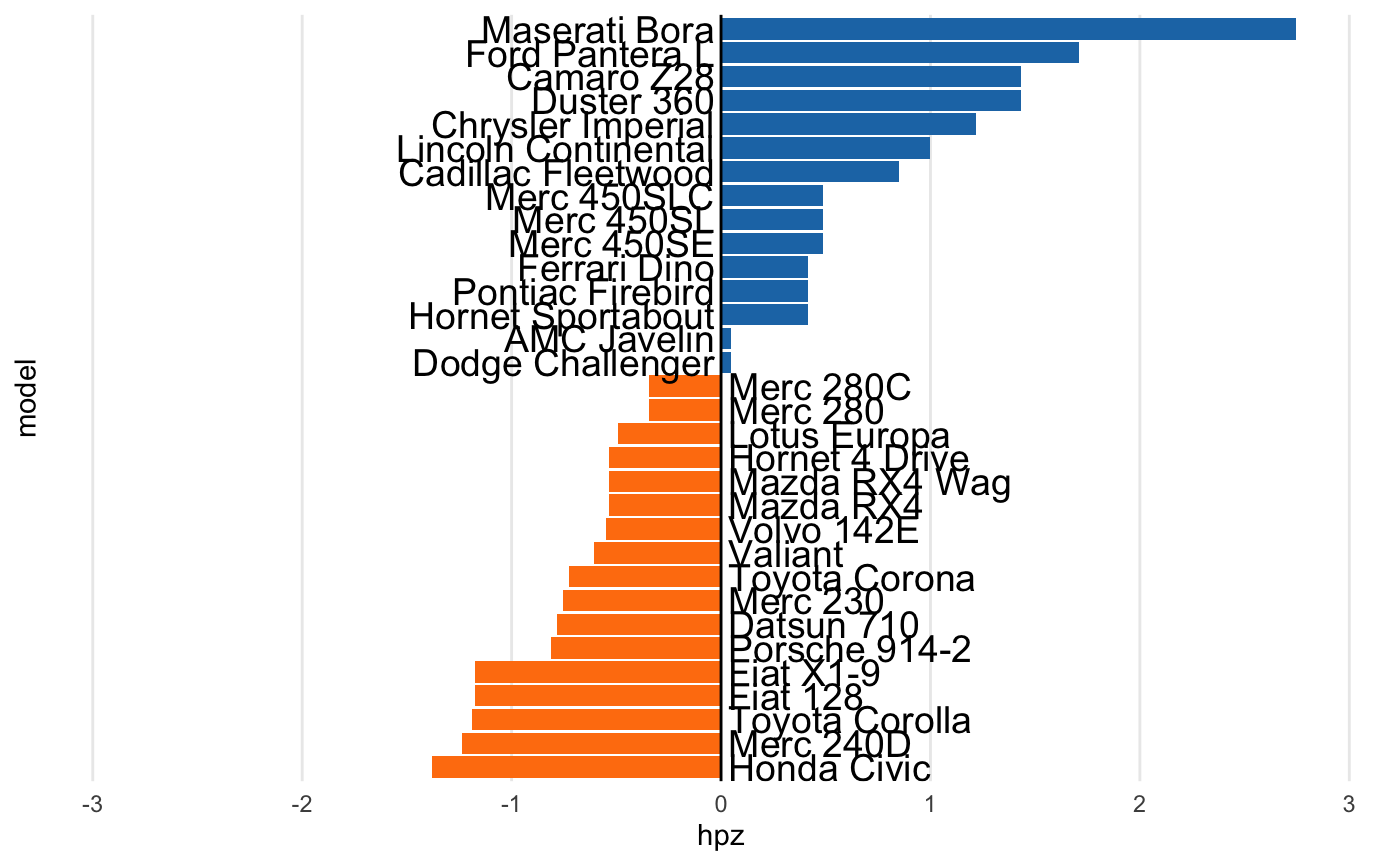 Maserati Bora
Ford Pantera L
Camaro Z28
Duster 360
Chrysler Imperial
Lincoln Continental
Cadillac Fleetwood
Merc 450SLC
Merc 450SL
Merc 450SE
Ferrari Dino
Pontiac Firebird
Hornet Sportabout
AMC Javelin
Dodge Challenger
Merc 280C
Merc 280
Lotus Europa
Hornet 4 Drive
Mazda RX4 Wag
Mazda RX4
Volvo 142E
Valiant
Toyota Corona
Merc 230
Datsun 710
Porsche 914-2
Fiat X1-9
Fiat 128
Toyota Corolla
Merc 240D
Honda Civic
model
-3 -2 -1 0 1 2 3
hpz